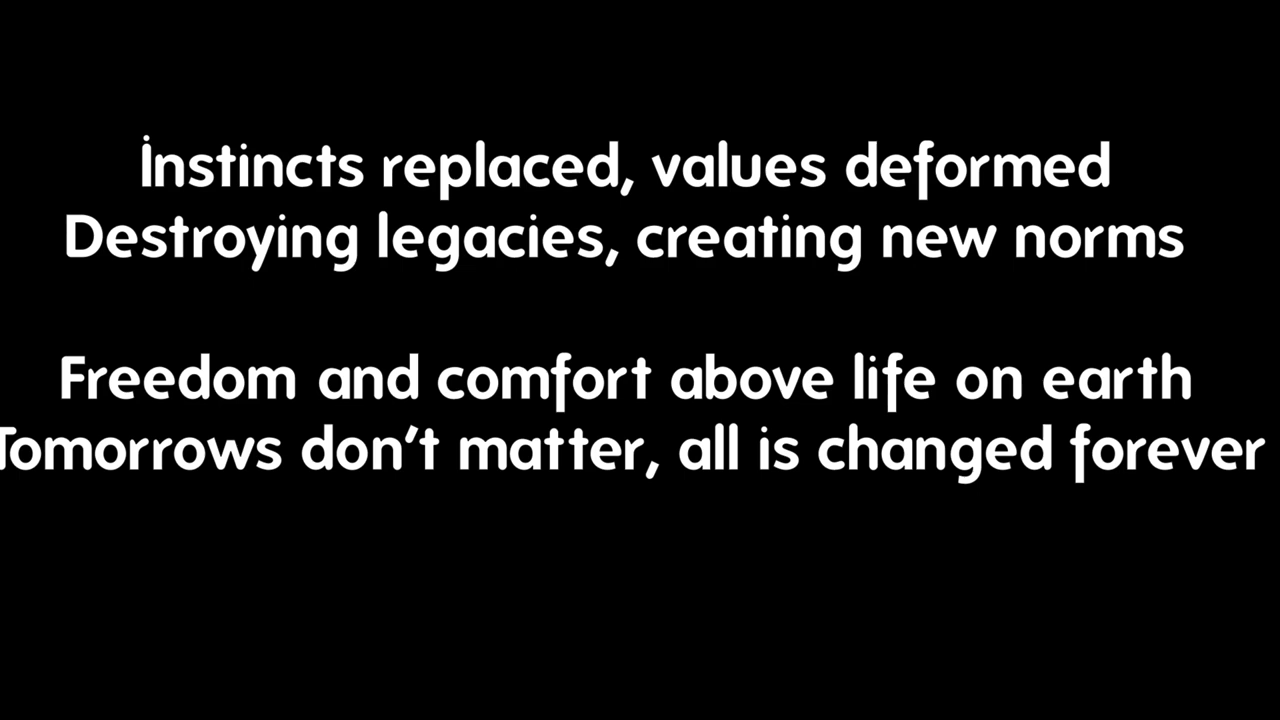 İnstincts replaced, values deformed
Destroying legacies, creating new norms
Freedom and comfort above life on earth
Tomorrows don't matter, all is changed forever